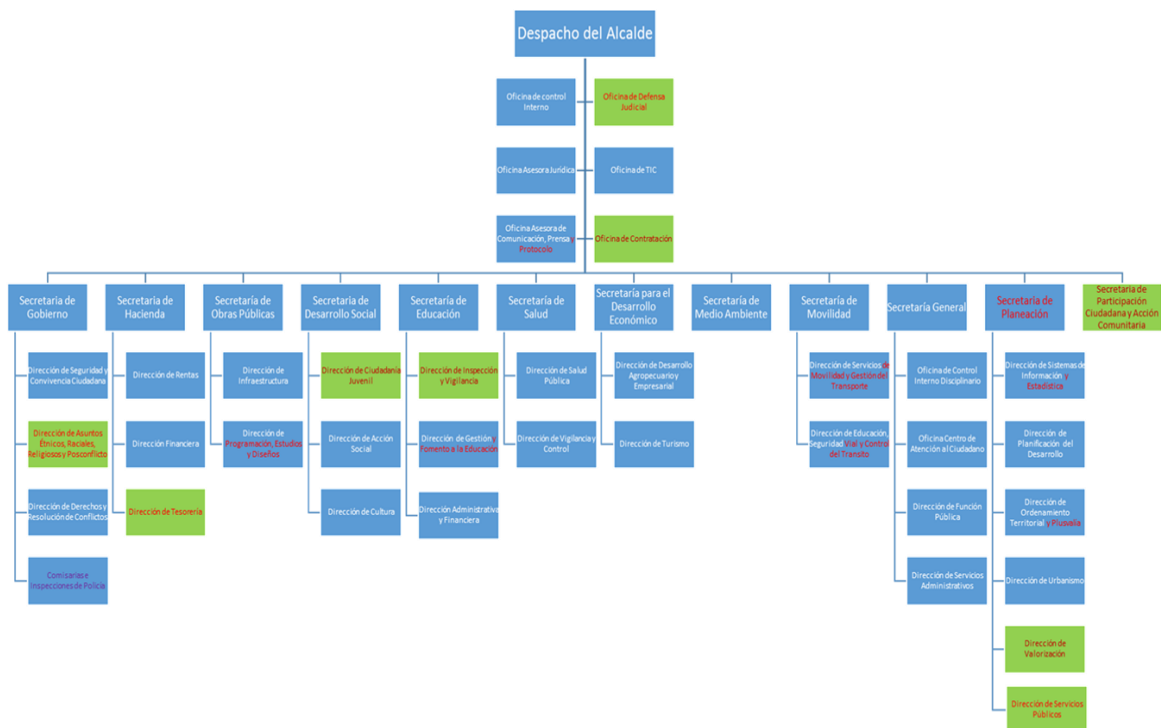 Despacho del Alcalde
Oficina de control
Interno
Oficina de Defensa
Judicial
Oficina Asesora Jurídica
Oficina de TIC
Oficina Asesora de
Comunicación, Prensa y
Protocolo
Oficina de Contratación
Secretaria de
Gobierno
Secretaria de
Hacienda
Secretaría de
Obras Públicas
Secretaría de
Desarrollo Social
Secretaría de
Educación
Secretaría de
Salud
Secretaría para el
Desarrollo
Económico
Secretaría de
Medio Ambiente
Secretaría de
Movilidad
Secretaría General
Secretaría de
Planeación
Secretaria de
Participación
Ciudadana y Acción
Comunitaria
Dirección de Seguridad y
Convivencia Ciudadana
Dirección de Asuntos
Étnicos, Raciales,
Religiosos y Posconflicto
Dirección de Derechos y
Resolución de Conflictos
Comisarias e
Inspecciones de Policía
Dirección de Rentas
Dirección Financiera
Dirección de Tesorería
Dirección de
Infraestructura
Dirección de
Programación, Estudios
y Diseños
Dirección de Ciudadanía
Juvenil
Dirección de Acción
Social
Dirección de Cultura
Dirección de Inspección
y Vigilancia
Dirección de Gestión y
Fomento a la Educación
Dirección Administrativa
y Financiera
Dirección de Salud
Pública
Dirección de Vigilancia y
Control
Dirección de Desarrollo
Agropecuario y
Empresarial
Dirección de Turismo
Dirección de Servicios de
Movilidad y Gestión del
Transporte
Dirección de Educación,
Seguridad Vial y Control
del Transito
Oficina de Control
Interno Disciplinario
Oficina Centro de
Atención al Ciudadano
Dirección de Función
Pública
Dirección de Servicios
Administrativos
Dirección de Sistemas de
Información y
Estadística
Dirección de
Planificación del
Desarrollo
Dirección de
Ordenamiento
Territorial y Plusvalía
Dirección de Urbanismo
Dirección de
Valorización
Dirección de Servicios
Públicos